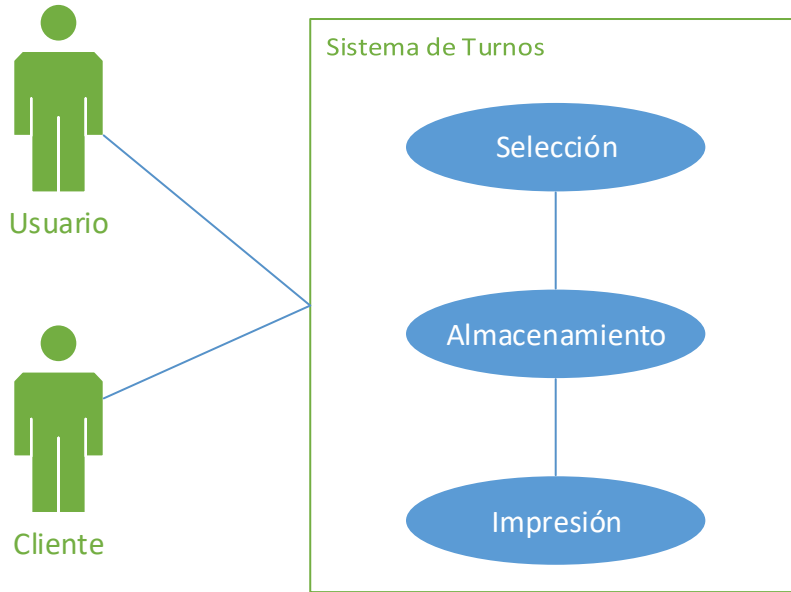 Sistema de Turnos
Selección
Usuario
Almacenamiento
Impresión
Cliente